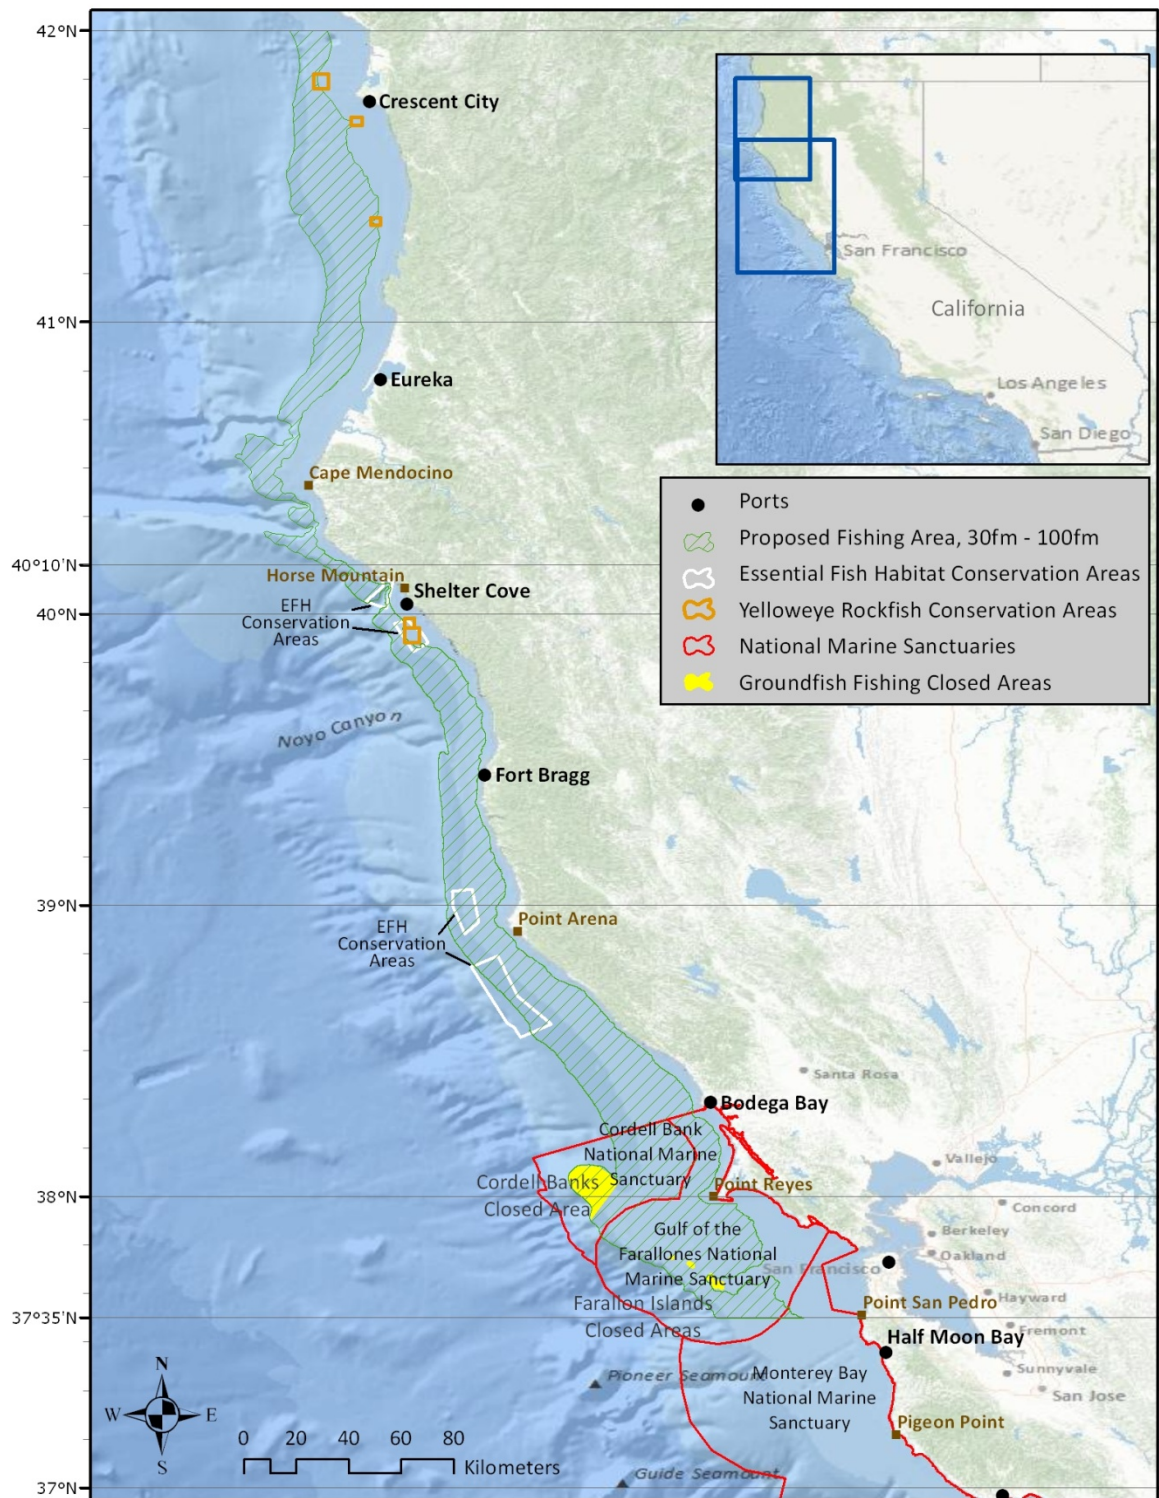 42°N
Crescent City
San Francisco
California
Los Angeles
San Diego
41°N
Eureka
Cape Mendocino
Ports
Proposed Fishing Area, 30fm - 100fm
Essential Fish Habitat Conservation Areas
Yelloweye Rockfish Conservation Areas
National Marine Sanctuaries
Groundfish Fishing Closed Areas
40°10'N
Horse Mountain
Shelter Cove
40°N
EFH
Conservation
Areas
Noyo Canyon
Fort Bragg
39°N
Point Arena
EFH
Conservation
Areas
Santa Rosa
Bodega Bay
Cordell Bank
National Marine
Sanctuary
Vallejo
Cordell Banks
Closed Area
Point Reyes
38°N
Concord
Gulf of the
Farallones National
Marine Sanctuary
Berkeley
Oakland
San Francisco
Hayward
Farallon Islands
Closed Areas
Point San Pedro
37°35'N
Fremont
Half Moon Bay
Pioneer Seamount
Sunnyvale
San Jose
Monterey Bay
National Marine
Sanctuary
Pigeon Point
N
W E
S
0 20 40 60 80
Kilometers
Guide Seamount
37°N